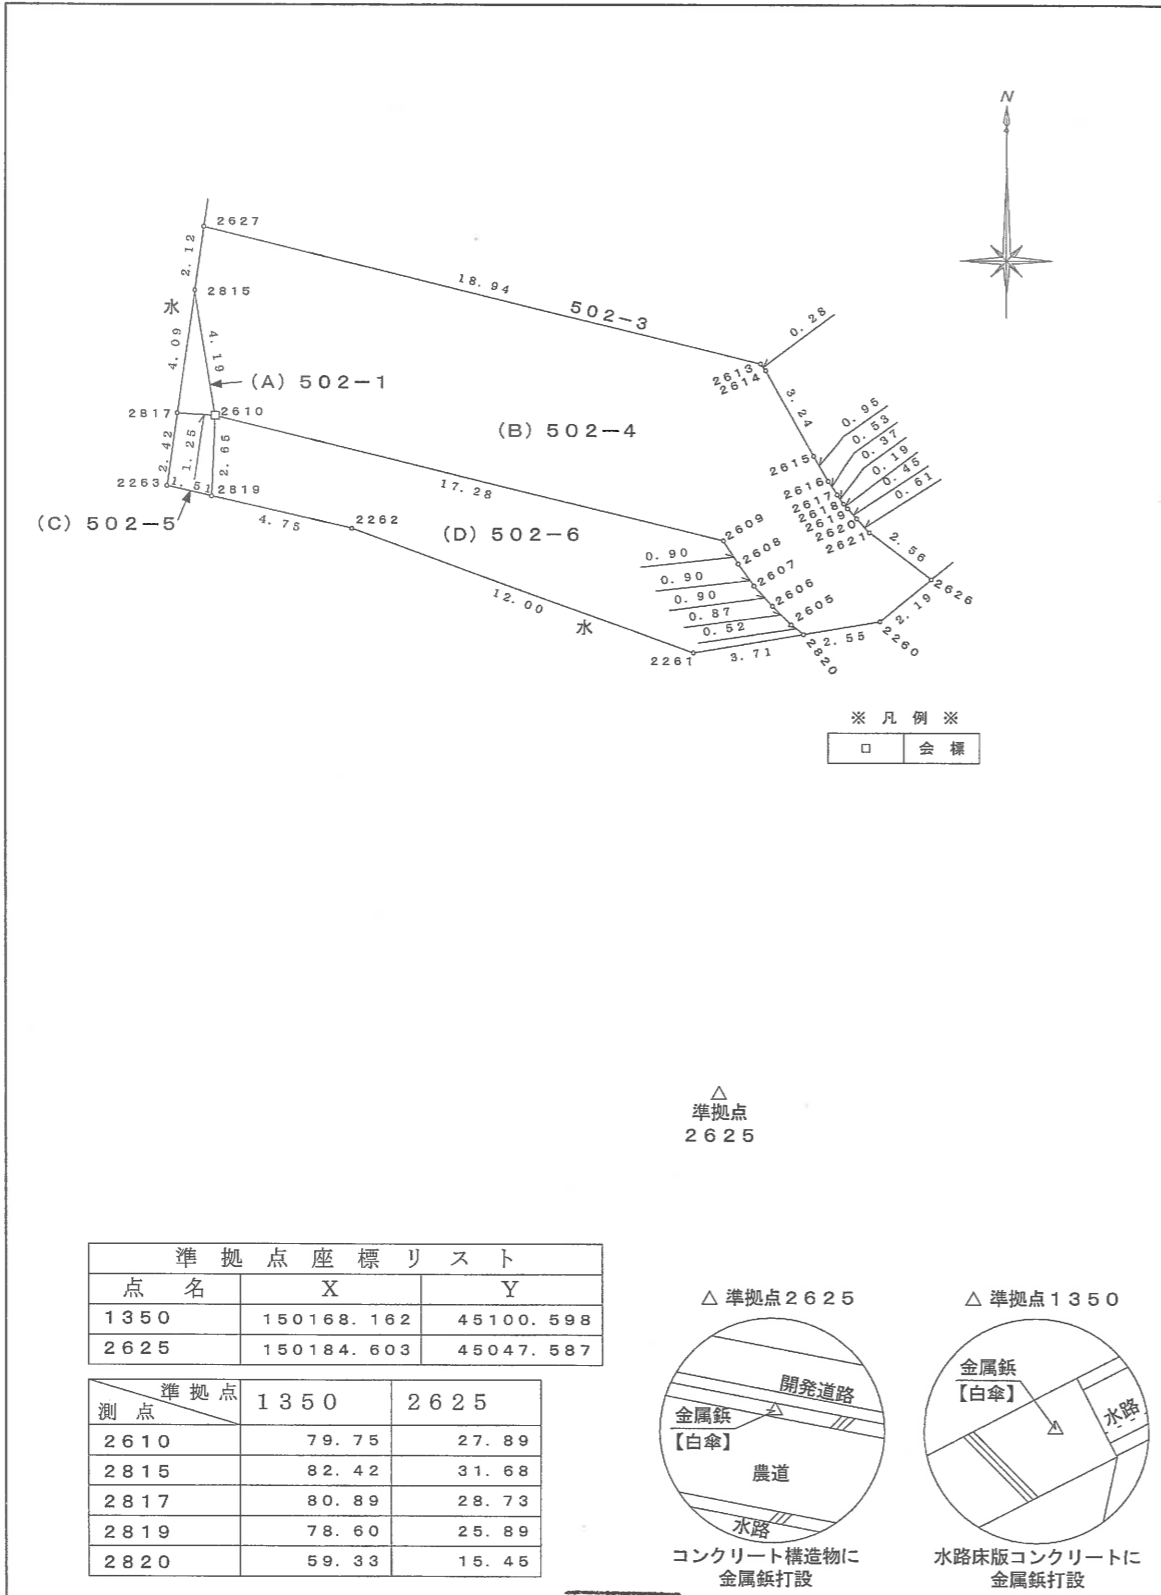 N
2627
2.12
2815
水
18.94
502-3
0.28
4.09
4.19
(A) 502-1
2613
2614
3.24
2817
2610
(B) 502-4
0.95
0.53
0.37
0.19
0.45
0.61
2615
2616
2617
2618
2619
2620
2621
2.42
1.25
2.65
2263
1.51
2819
17.28
(C) 502-5
4.75
2262
(D) 502-6
2609
2608
2607
2606
2605
2.56
2626
0.90
0.90
0.90
0.87
0.52
12.00
水
2.19
2260
2261
3.71
2.55
2820
※ 凡 例 ※
□ 会 標
△
準拠点
2625
準 拠 点 座 標 リ ス ト
点 名 X Y
1350 150168.162 45100.598
2625 150184.603 45047.587
準拠点 1350 2625
測 点
2610 79.75 27.89
2815 82.42 31.68
2817 80.89 28.73
2819 78.60 25.89
2820 59.33 15.45
△ 準拠点2625
開発道路
金属鋲
【白傘】
農道
水路
コンクリート構造物に
金属鋲打設
△ 準拠点1350
金属鋲
【白傘】
水路
水路床版コンクリートに
金属鋲打設